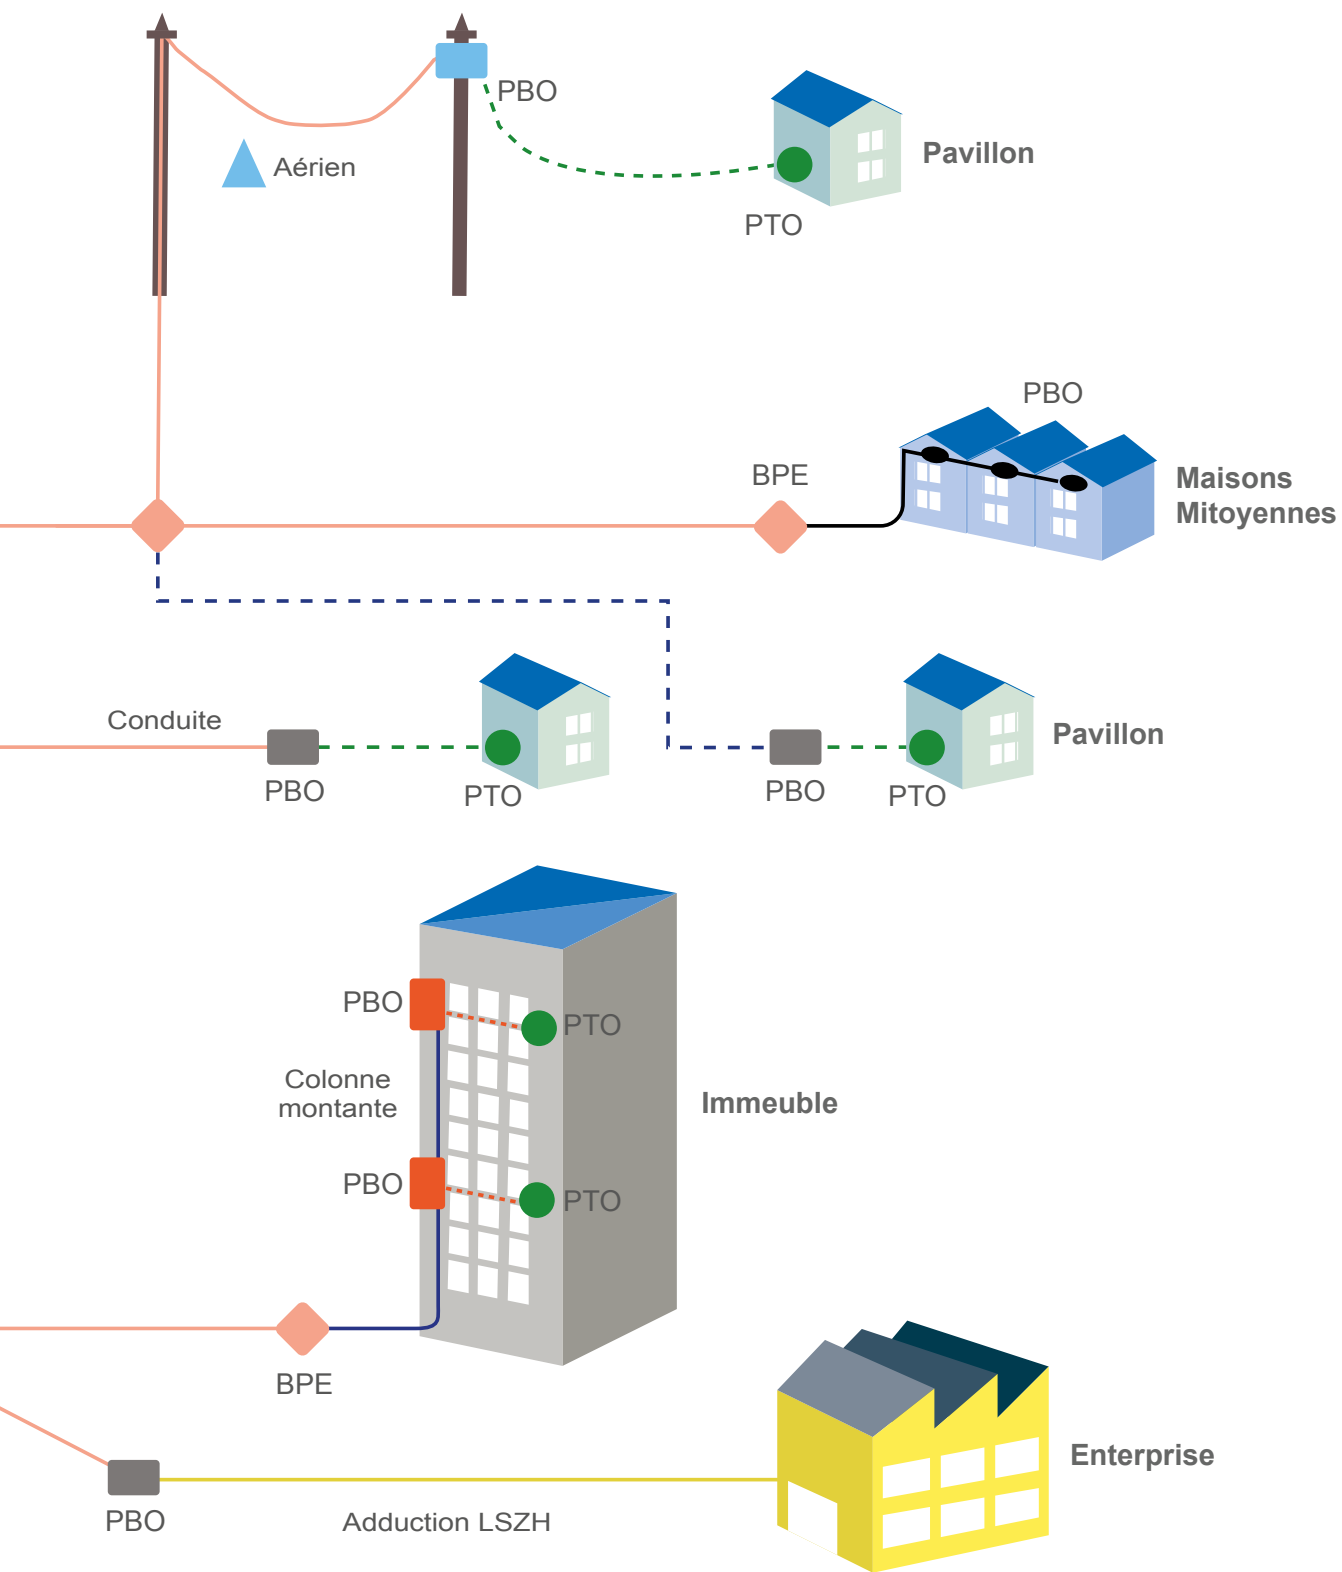 PBO
Pavillon
Aérien
PTO
PBO
BPE
Maisons
Mitoyennes
Conduite
Pavillon
PBO
PTO
PBO
PTO
PBO
PTO
Colonne
montante
Immeuble
PBO
PTO
BPE
Enterprise
PBO
Adduction LSZH